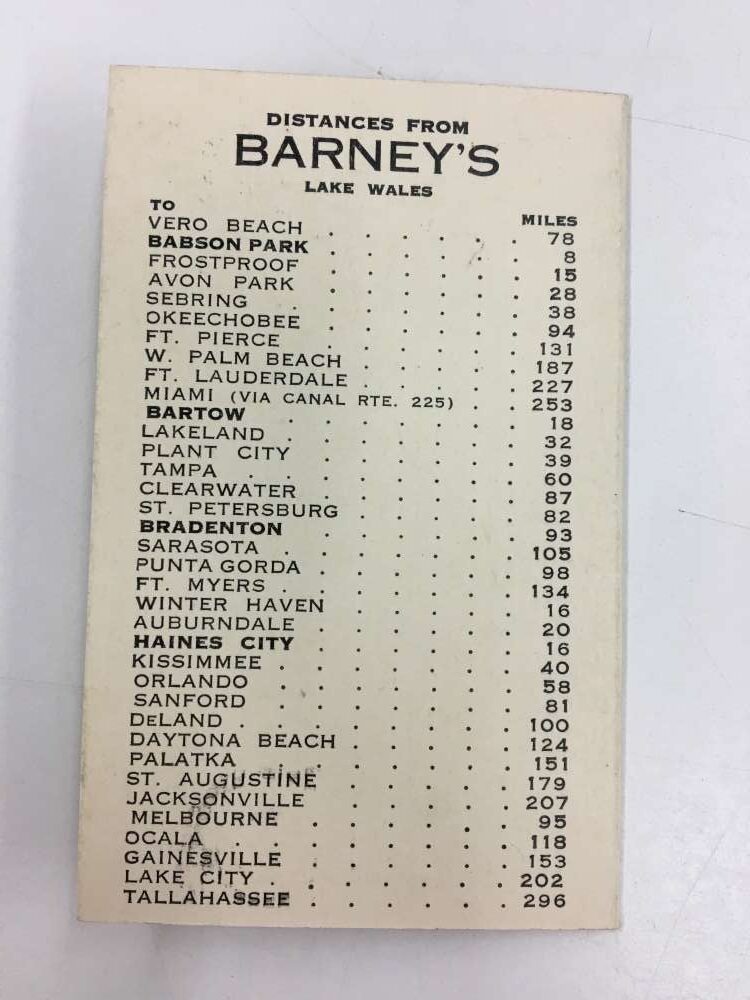 DISTANCES FROM
BARNEY'S
LAKE WALES
TO MILES
VERO BEACH . . . . . . 78
BABSON PARK . . . . . 8
FROSTPROOF . . . . . . 15
AVON PARK . . . . . . 28
SEBRING . . . . . . 38
OKEECHOBEE . . . . . . 94
FT. PIERCE . . . . . . 131
W. PALM BEACH . . . . . 187
FT. LAUDERDALE . . . . . 227
MIAMI (VIA CANAL RTE. 225) . . 253
BARTOW . . . . . . 18
LAKELAND . . . . . . 32
PLANT CITY . . . . . . 39
TAMPA . . . . . . 60
CLEARWATER . . . . . . 87
ST. PETERSBURG . . . . . 82
BRADENTON . . . . . . 93
SARASOTA . . . . . . 105
PUNTA GORDA . . . . . . 98
FT. MYERS . . . . . . 134
WINTER HAVEN . . . . . 16
AUBURNDALE . . . . . . 20
HAINES CITY . . . . . . 16
KISSIMMEE . . . . . . 40
ORLANDO . . . . . . 58
SANFORD . . . . . . 81
DELAND . . . . . . . 100
DAYTONA BEACH . . . . . 124
PALATKA . . . . . . 151
ST. AUGUSTINE . . . . . 179
JACKSONVILLE . . . . . 207
MELBOURNE . . . . . . 95
OCALA . . . . . . . 118
GAINESVILLE . . . . . . 153
LAKE CITY . . . . . . . 202
TALLAHASSEE . . . . . . 296